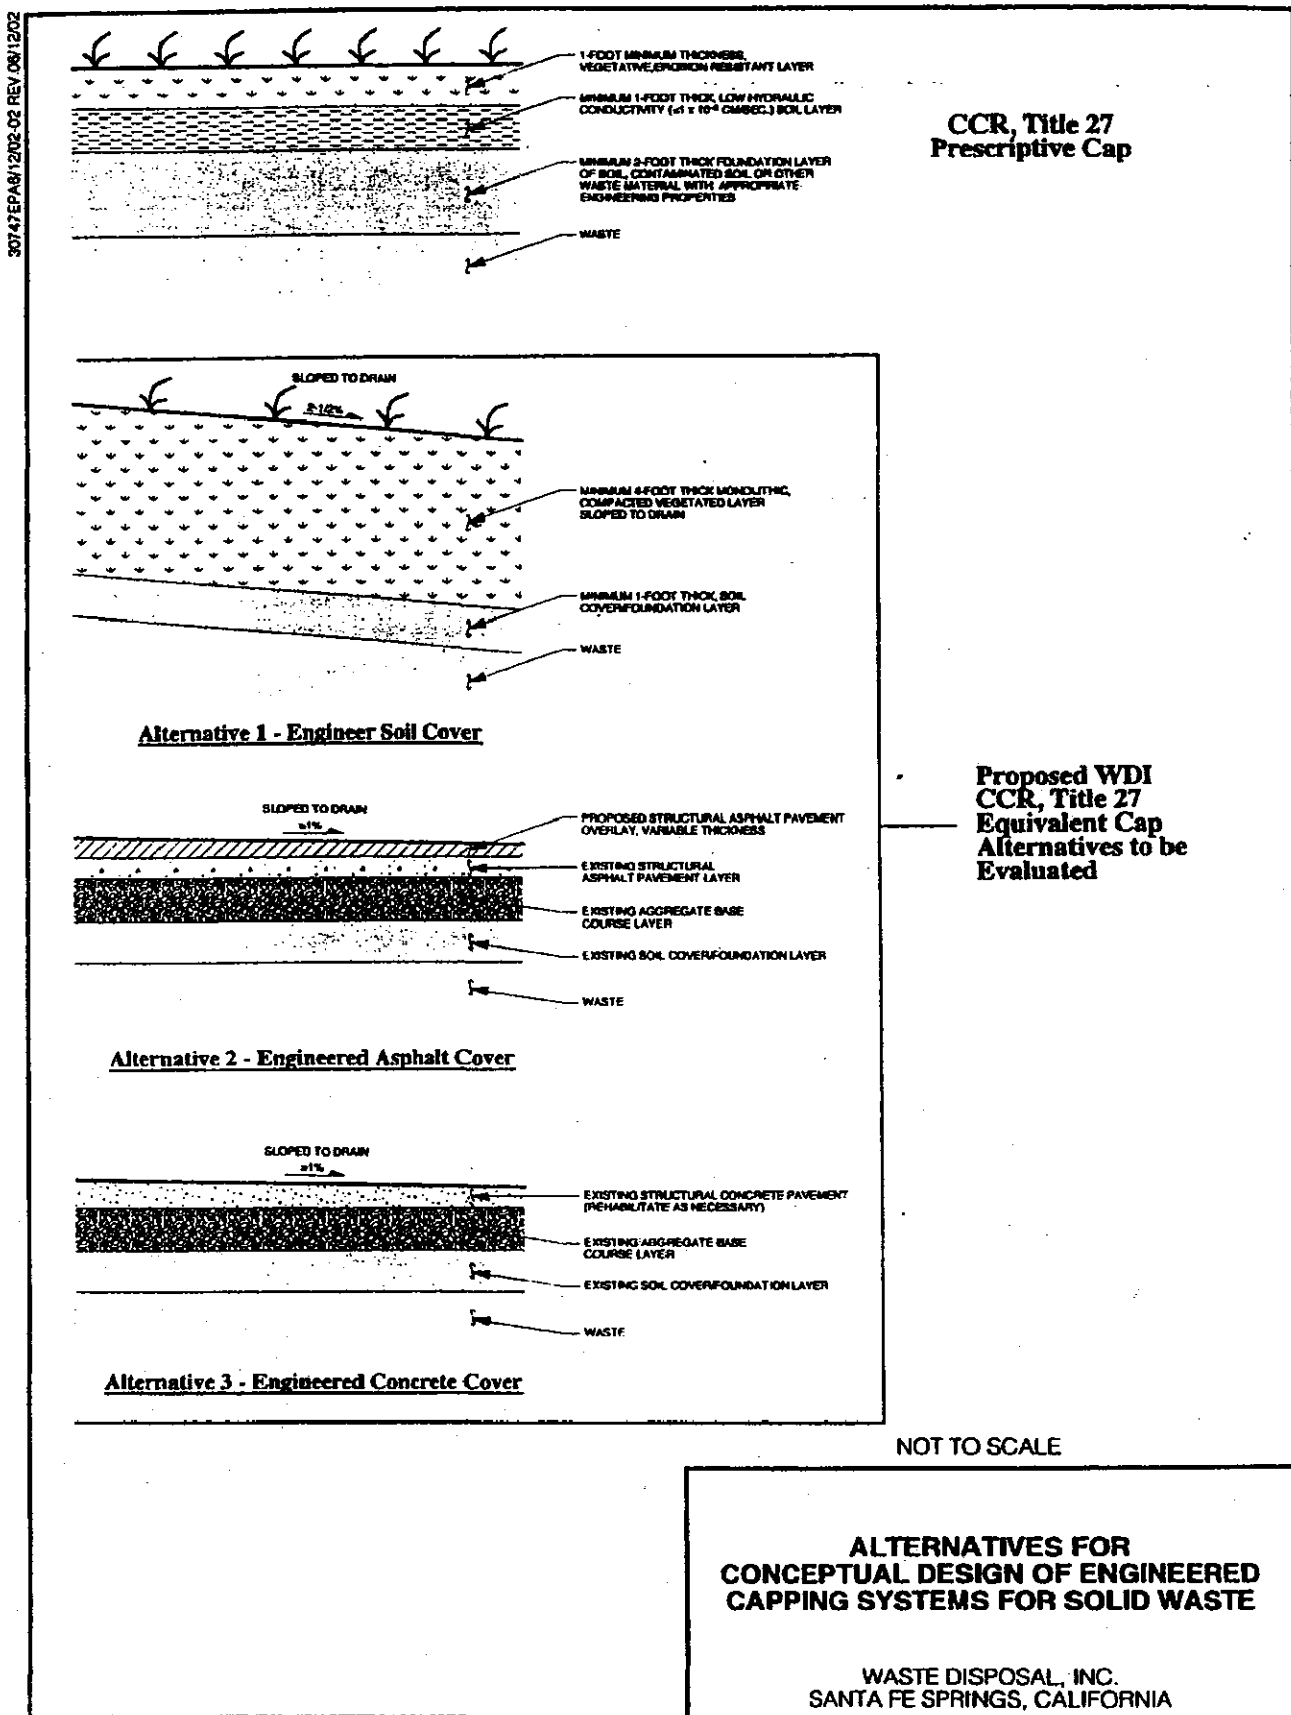 30747EPA8/12/02-02 REV.06/12/02
1-FOOT MINIMUM THICKNESS,
VEGETATIVE/EROSION RESISTANT LAYER
MINIMUM 1-FOOT THICK, LOW HYDRAULIC
CONDUCTIVITY (≤1 x 10⁻⁶ CM/SEC.) SOIL LAYER
MINIMUM 2-FOOT THICK FOUNDATION LAYER
OF SOIL, CONTAMINATED SOIL OR OTHER
WASTE MATERIAL WITH APPROPRIATE
ENGINEERING PROPERTIES
WASTE
CCR, Title 27
Prescriptive Cap
SLOPED TO DRAIN
2-1/2%
MINIMUM 4-FOOT THICK MONOLITHIC,
COMPACTED VEGETATED LAYER
SLOPED TO DRAIN
MINIMUM 1-FOOT THICK, SOIL
COVER/FOUNDATION LAYER
WASTE
Alternative 1 - Engineer Soil Cover
SLOPED TO DRAIN
≥1%
PROPOSED STRUCTURAL ASPHALT PAVEMENT
OVERLAY, VARIABLE THICKNESS
EXISTING STRUCTURAL
ASPHALT PAVEMENT LAYER
EXISTING AGGREGATE BASE
COURSE LAYER
EXISTING SOIL COVER/FOUNDATION LAYER
WASTE
Alternative 2 - Engineered Asphalt Cover
Proposed WDI
CCR, Title 27
Equivalent Cap
Alternatives to be
Evaluated
SLOPED TO DRAIN
≥1%
EXISTING STRUCTURAL CONCRETE PAVEMENT
(REHABILITATE AS NECESSARY)
EXISTING AGGREGATE BASE
COURSE LAYER
EXISTING SOIL COVER/FOUNDATION LAYER
WASTE
Alternative 3 - Engineered Concrete Cover
NOT TO SCALE
ALTERNATIVES FOR
CONCEPTUAL DESIGN OF ENGINEERED
CAPPING SYSTEMS FOR SOLID WASTE
WASTE DISPOSAL, INC.
SANTA FE SPRINGS, CALIFORNIA